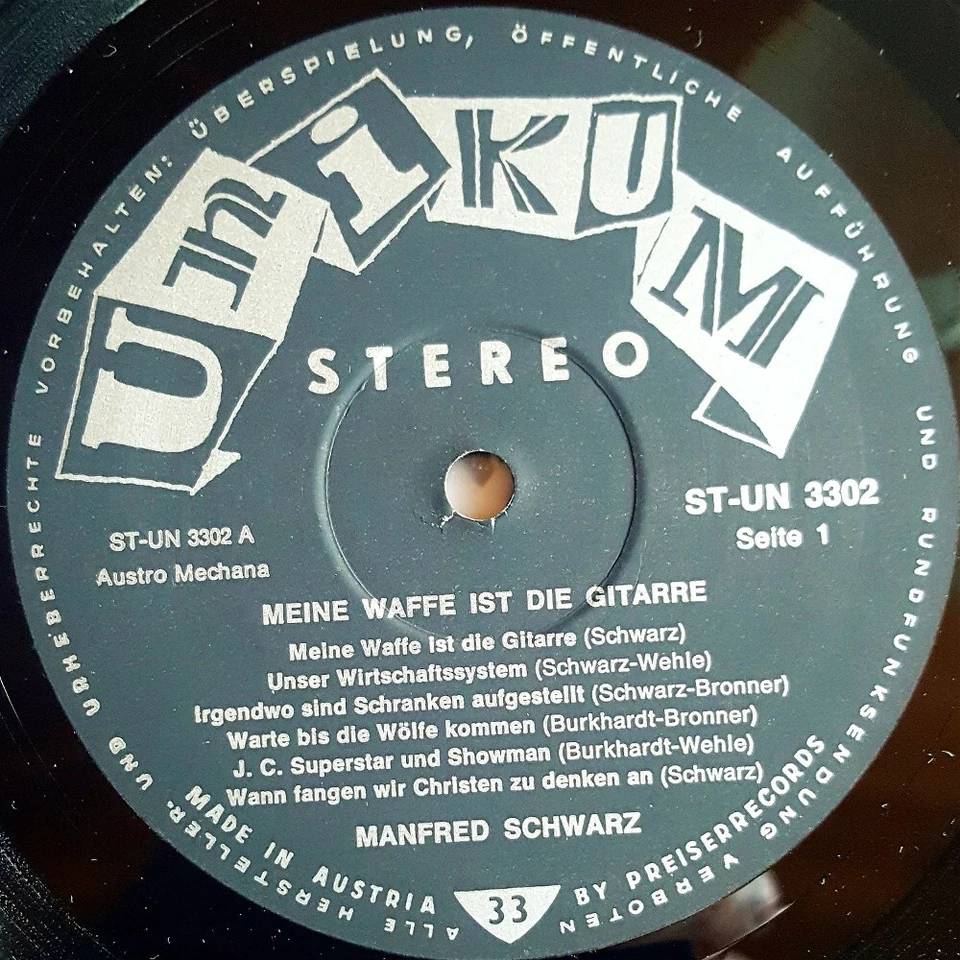 ALLE HERSTELLER- UND URHEBERRECHTE VORBEHALTEN: ÜBERSPIELUNG, ÖFFENTLICHE AUFFÜHRUNG UND RUNDFUNKSENDUNG VERBOTEN
UniKUM
STEREO
ST-UN 3302
Seite 1
ST-UN 3302 A
Austro Mechana
MEINE WAFFE IST DIE GITARRE
Meine Waffe ist die Gitarre (Schwarz)
Unser Wirtschaftssystem (Schwarz-Wehle)
Irgendwo sind Schranken aufgestellt (Schwarz-Bronner)
Warte bis die Wölfe kommen (Burkhardt-Bronner)
J. C. Superstar und Showman (Burkhardt-Wehle)
Wann fangen wir Christen zu denken an (Schwarz)
MANFRED SCHWARZ
MADE IN AUSTRIA
33
BY PREISERRECORDS